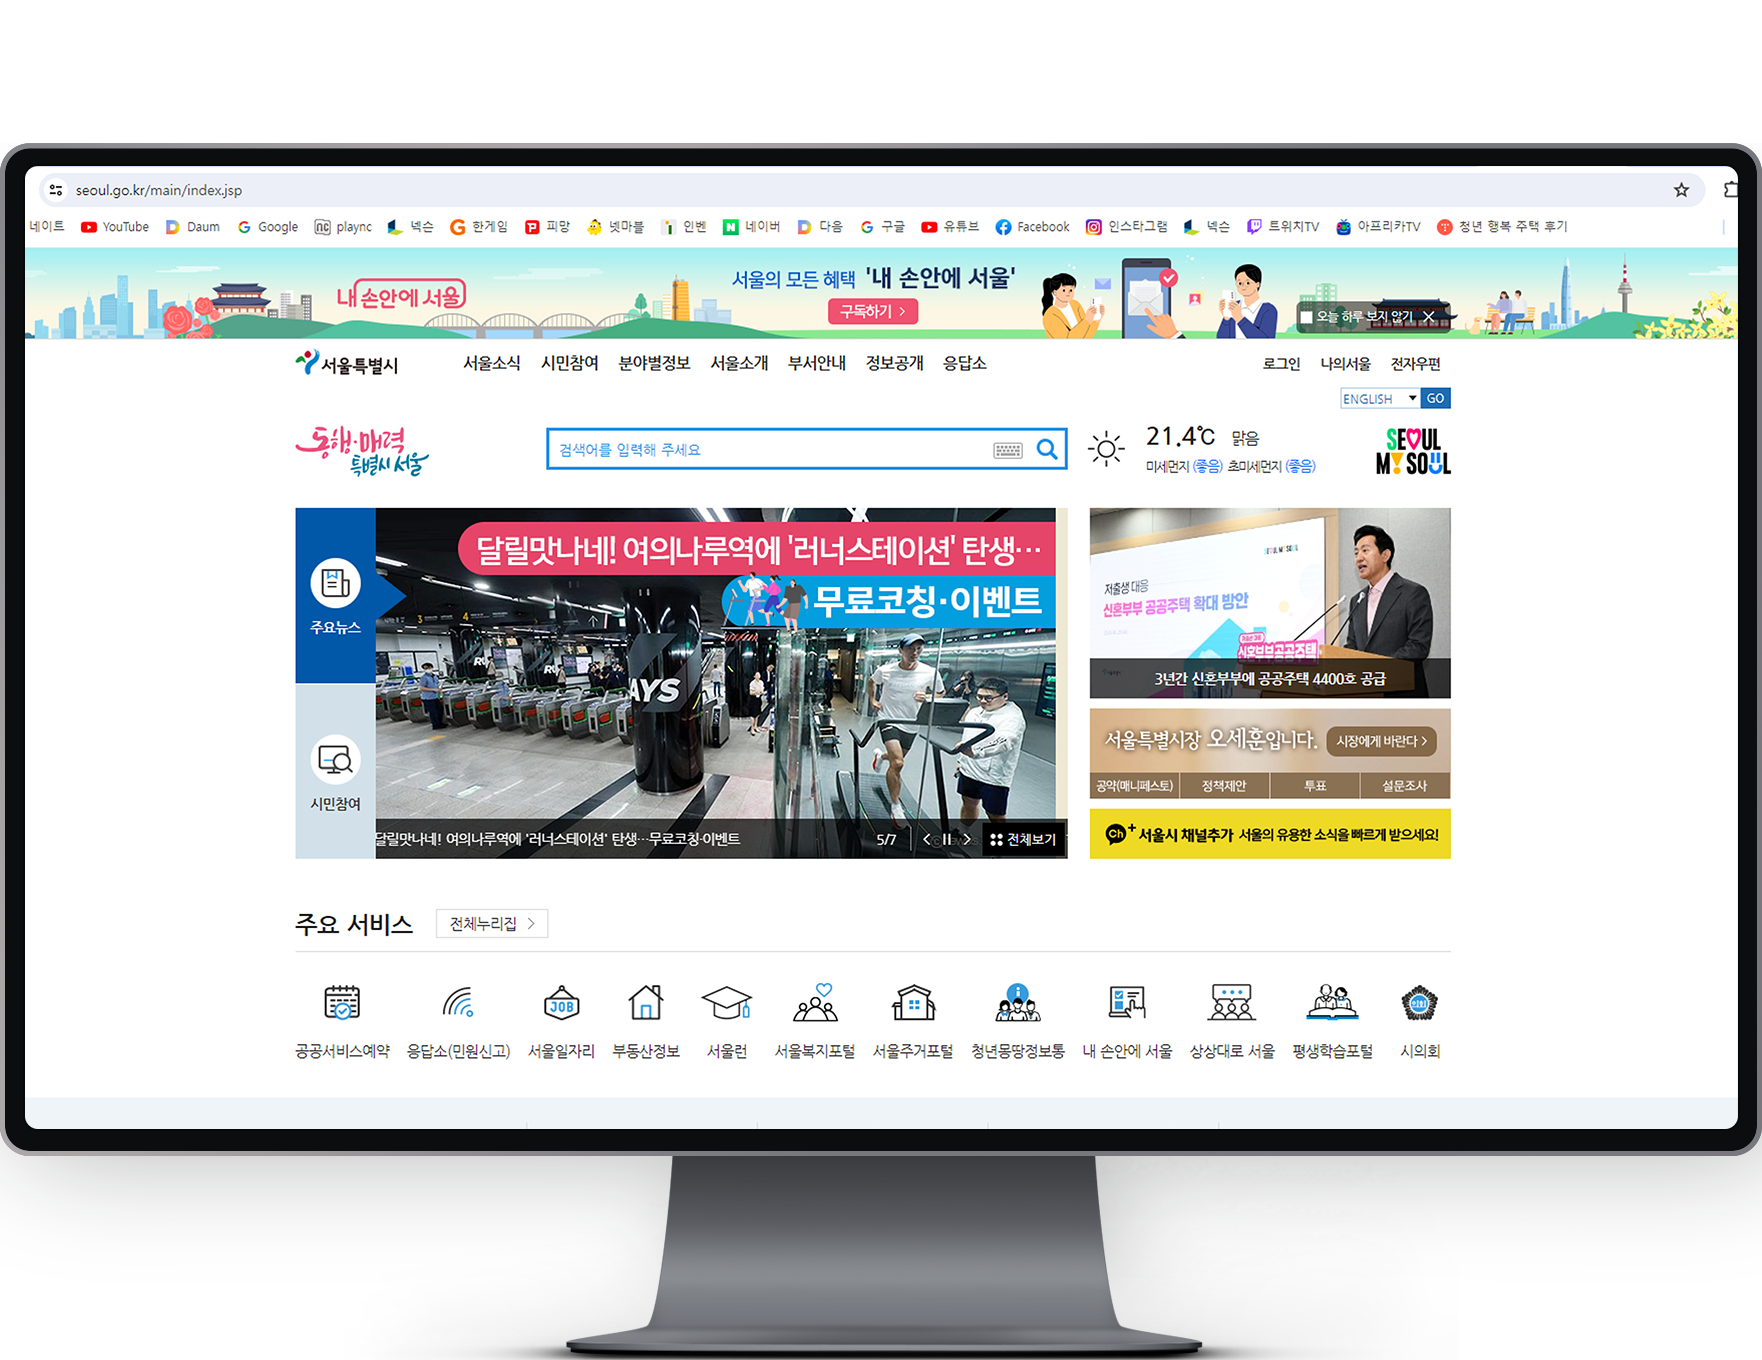 seoul.go.kr/main/index.jsp
네이트 YouTube Daum Google plaync 넥슨 한게임 피망 넷마블 인벤 네이버 다음 구글 유튜브 Facebook 인스타그램 넥슨 트위치TV 아프리카TV 청년 행복 주택 후기
내 손안에 서울
서울의 모든 혜택 '내 손안에 서울'
구독하기 >
오늘 하루 보지 않기
서울특별시 서울소식 시민참여 분야별정보 서울소개 부서안내 정보공개 응답소 로그인 나의서울 전자우편
ENGLISH GO
동행·매력
특별시 서울
검색어를 입력해 주세요
21.4℃ 맑음
미세먼지 (좋음) 초미세먼지 (좋음)
SEOUL
MY SOUL
주요뉴스
시민참여
달릴맛나네! 여의나루역에 '러너스테이션' 탄생…
무료코칭·이벤트
AYS
달릴맛나네! 여의나루역에 '러너스테이션' 탄생…무료코칭·이벤트
5/7
전체보기
SEOUL MY SOUL
저출생 대응
신혼부부 공공주택 확대 방안
신혼부부공공주택
3년간 신혼부부에 공공주택 4400호 공급
서울특별시장 오세훈입니다. 시장에게 바란다 >
공약(매니페스토) 정책제안 투표 설문조사
Ch+ 서울시 채널추가 서울의 유용한 소식을 빠르게 받으세요!
주요 서비스 전체누리집 >
JOB
공공서비스예약 응답소(민원신고) 서울일자리 부동산정보 서울런 서울복지포털 서울주거포털 청년몽땅정보통 내 손안에 서울 상상대로 서울 평생학습포털 시의회